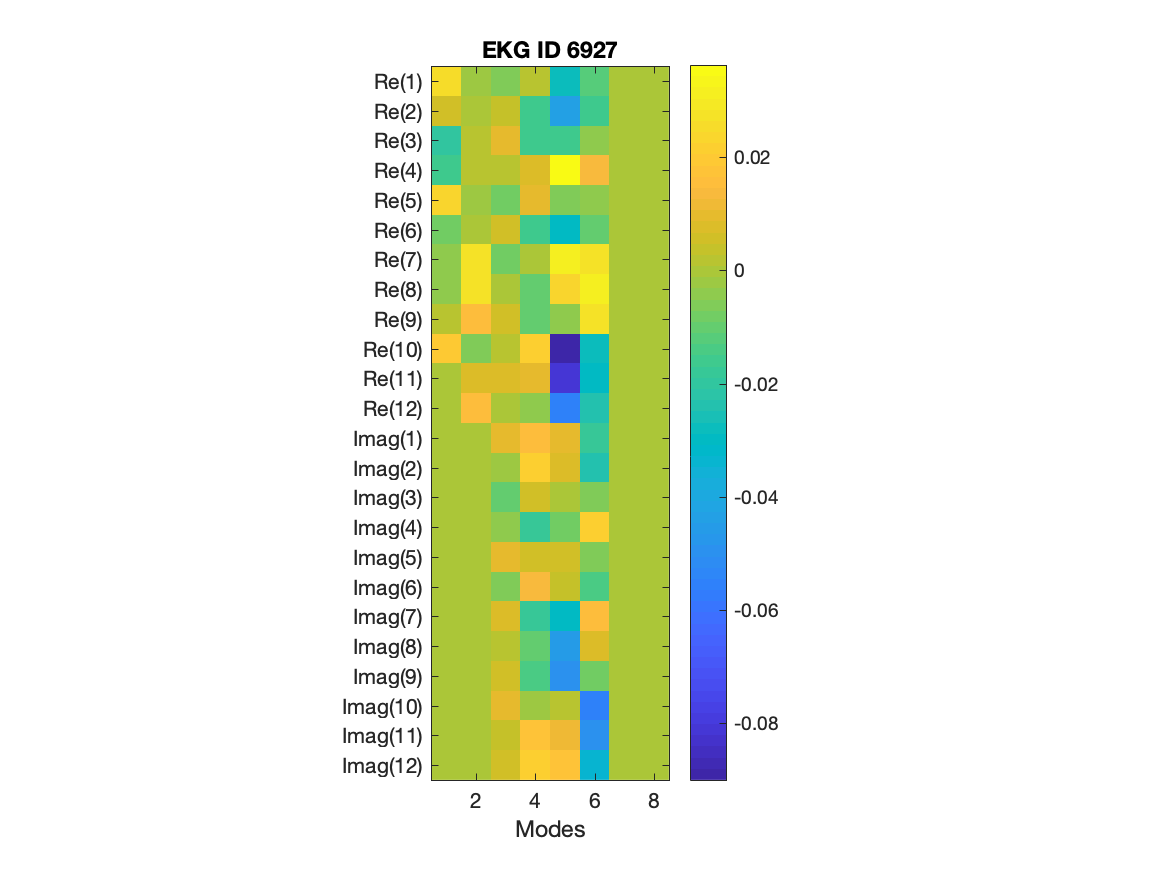 EKG ID 6927
Re(1)
Re(2)
Re(3)
Re(4)
Re(5)
Re(6)
Re(7)
Re(8)
Re(9)
Re(10)
Re(11)
Re(12)
Imag(1)
Imag(2)
Imag(3)
Imag(4)
Imag(5)
Imag(6)
Imag(7)
Imag(8)
Imag(9)
Imag(10)
Imag(11)
Imag(12)
2 4 6 8
Modes
0.02
0
-0.02
-0.04
-0.06
-0.08